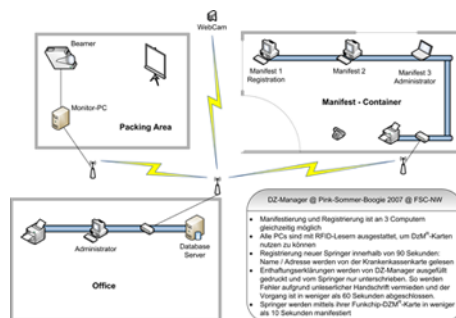 WebCam
Beamer
Monitor-PC
Packing Area
Manifest 1
Registration
Manifest 2
Manifest 3
Administrator
Manifest - Container
Administrator
Database
Server
Office
DZ-Manager @ Pink-Sommer-Boogie 2007 @ FSC-NW
• Manifestierung und Registrierung ist an 3 Computern
gleichzeitig möglich
• Alle PCs sind mit RFID-Lesern ausgestattet, um DzM®-Karten
nutzen zu können
• Registrierung neuer Springer innerhalb von 90 Sekunden:
Name / Adresse werden von der Krankenkassenkarte gelesen
• Enthaftungserklärungen werden von DZ-Manager ausgefüllt
gedruckt und vom Springer nur unterschrieben. So werden
Fehler aufgrund unleserlicher Handschrift vermieden und der
Vorgang ist in weniger als 60 Sekunden abgeschlossen.
• Springer werden mittels ihrer Funkchip-DZM®-Karte in weniger
als 10 Sekunden manifestiert